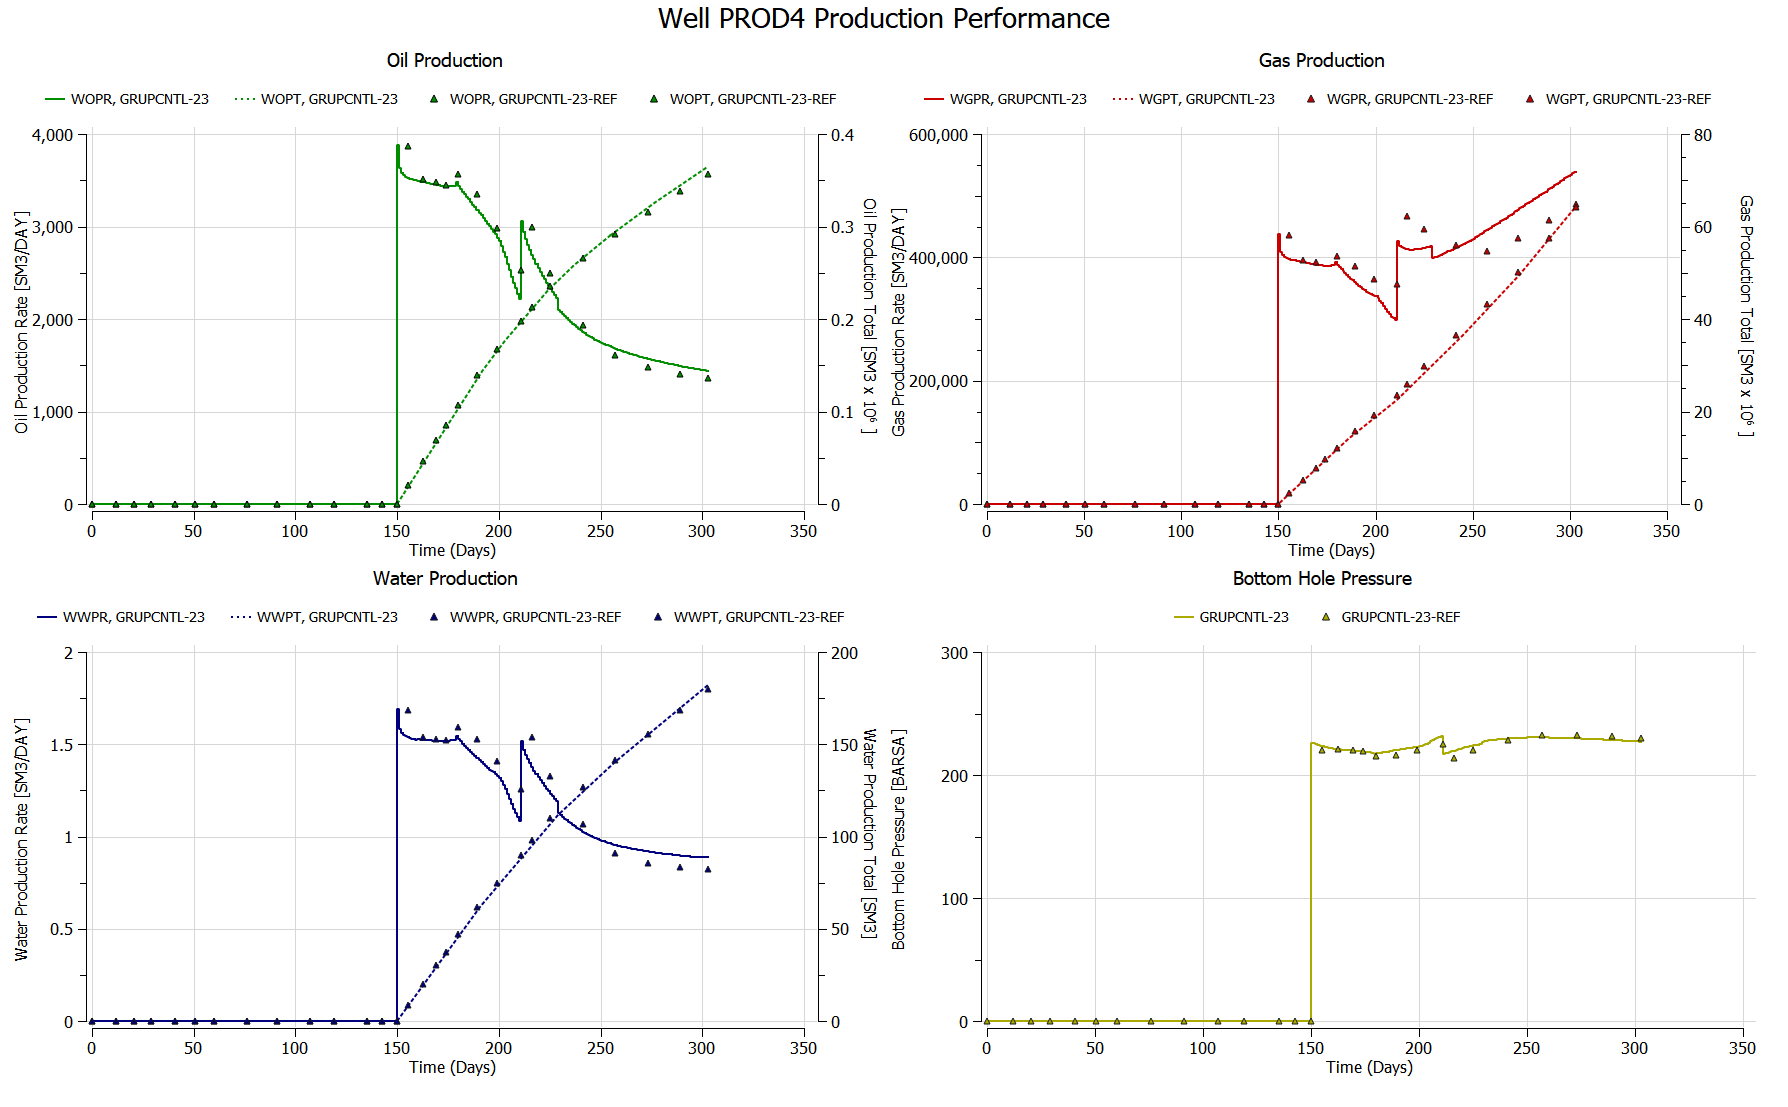 Well PROD4 Production Performance
Oil Production
WOPR, GRUPCNTL-23 WOPT, GRUPCNTL-23 WOPR, GRUPCNTL-23-REF WOPT, GRUPCNTL-23-REF
Oil Production Rate [SM3/DAY]
4,000
3,000
2,000
1,000
0
0.4
0.3
0.2
0.1
0
Oil Production Total [SM3 x 10⁶ ]
0 50 100 150 200 250 300 350
Time (Days)
Gas Production
WGPR, GRUPCNTL-23 WGPT, GRUPCNTL-23 WGPR, GRUPCNTL-23-REF WGPT, GRUPCNTL-23-REF
Gas Production Rate [SM3/DAY]
600,000
400,000
200,000
0
80
60
40
20
0
Gas Production Total [SM3 x 10⁶ ]
0 50 100 150 200 250 300 350
Time (Days)
Water Production
WWPR, GRUPCNTL-23 WWPT, GRUPCNTL-23 WWPR, GRUPCNTL-23-REF WWPT, GRUPCNTL-23-REF
Water Production Rate [SM3/DAY]
2
1.5
1
0.5
0
200
150
100
50
0
Water Production Total [SM3]
0 50 100 150 200 250 300 350
Time (Days)
Bottom Hole Pressure
GRUPCNTL-23 GRUPCNTL-23-REF
Bottom Hole Pressure [BARSA]
300
200
100
0
0 50 100 150 200 250 300 350
Time (Days)